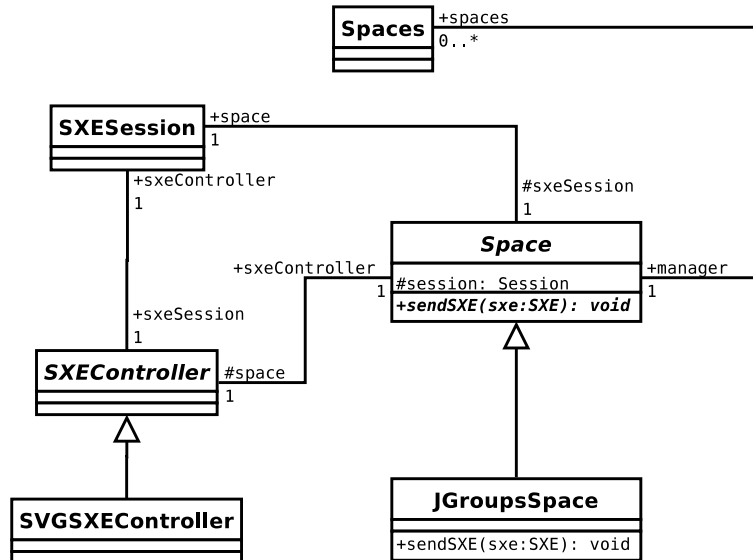 Spaces
+spaces
0..*
SXESession
+space
1
+sxeController
1
#sxeSession
1
Space
#session: Session
+sendSXE(sxe:SXE): void
+sxeController
1
+manager
1
+sxeSession
1
SXEController
#space
1
SVGSXEController
JGroupsSpace
+sendSXE(sxe:SXE): void